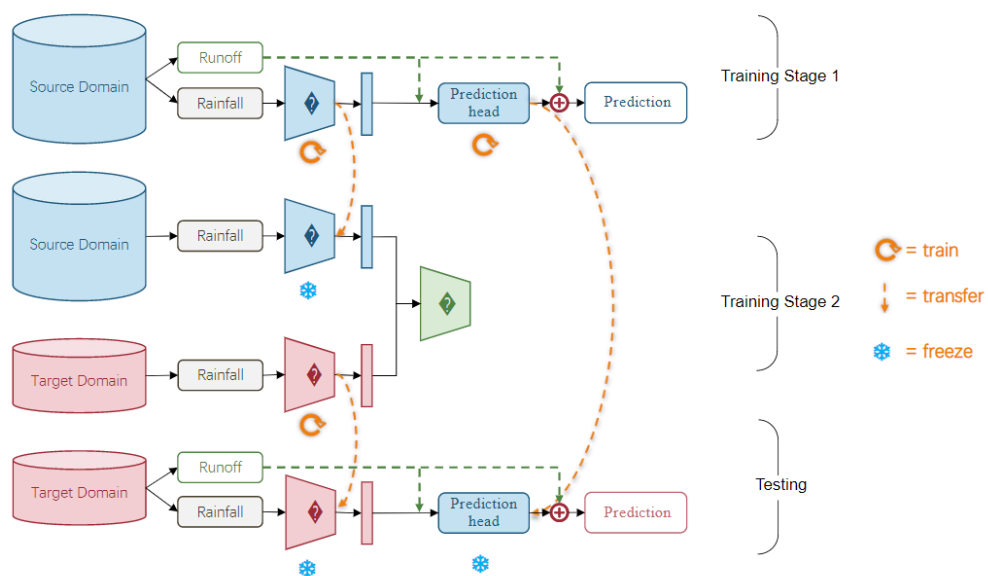 Source Domain
Runoff
Rainfall
Prediction
head
Prediction
Training Stage 1
Source Domain
Rainfall
Training Stage 2
= train
= transfer
= freeze
Target Domain
Rainfall
Target Domain
Runoff
Rainfall
Prediction
head
Prediction
Testing